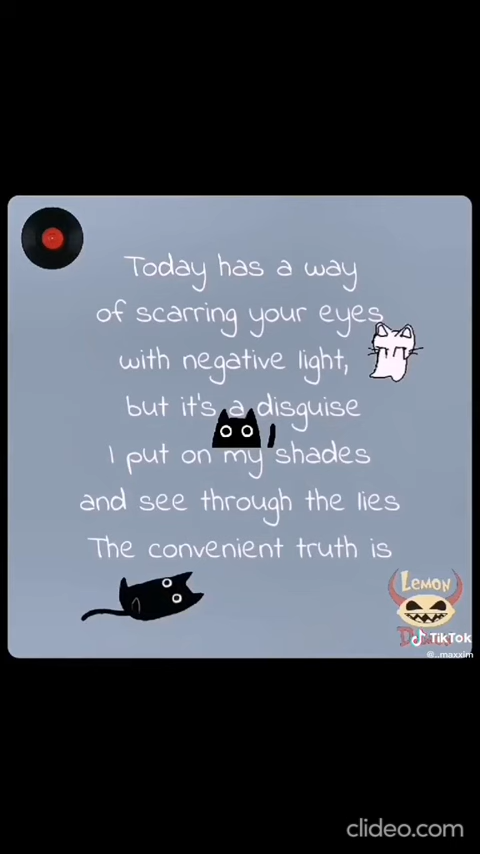 Today has a way
of scarring your eyes
with negative light,
but it's a disguise
I put on my shades
and see through the lies
The convenient truth is
LEMON
TikTok
@..maxxim
clideo.com